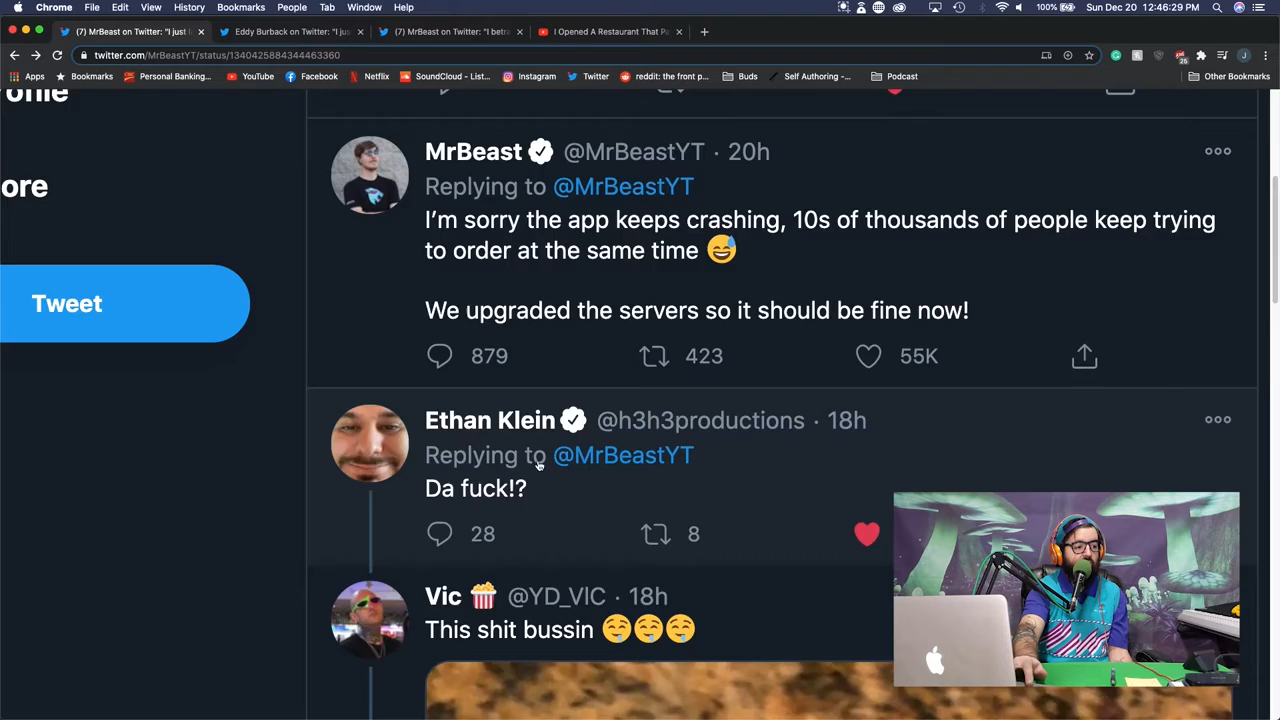 Chrome File Edit View History Bookmarks People Tab Window Help 100% Sun Dec 20 12:46:29 PM
(7) MrBeast on Twitter: "I just l Eddy Burback on Twitter: "I jus (7) MrBeast on Twitter: "I betra I Opened A Restaurant That Pa
twitter.com/MrBeastYT/status/1340425884344463360
Apps Bookmarks Personal Banking... YouTube Facebook Netflix SoundCloud - List... Instagram Twitter reddit: the front p... Buds Self Authoring -... Podcast Other Bookmarks
ofile
ore
Tweet
MrBeast @MrBeastYT · 20h
Replying to @MrBeastYT
I'm sorry the app keeps crashing, 10s of thousands of people keep trying
to order at the same time 😅
We upgraded the servers so it should be fine now!
879 423 55K
Ethan Klein @h3h3productions · 18h
Replying to @MrBeastYT
Da fuck!?
28 8
Vic 🍿 @YD_VIC · 18h
This shit bussin 🤤🤤🤤